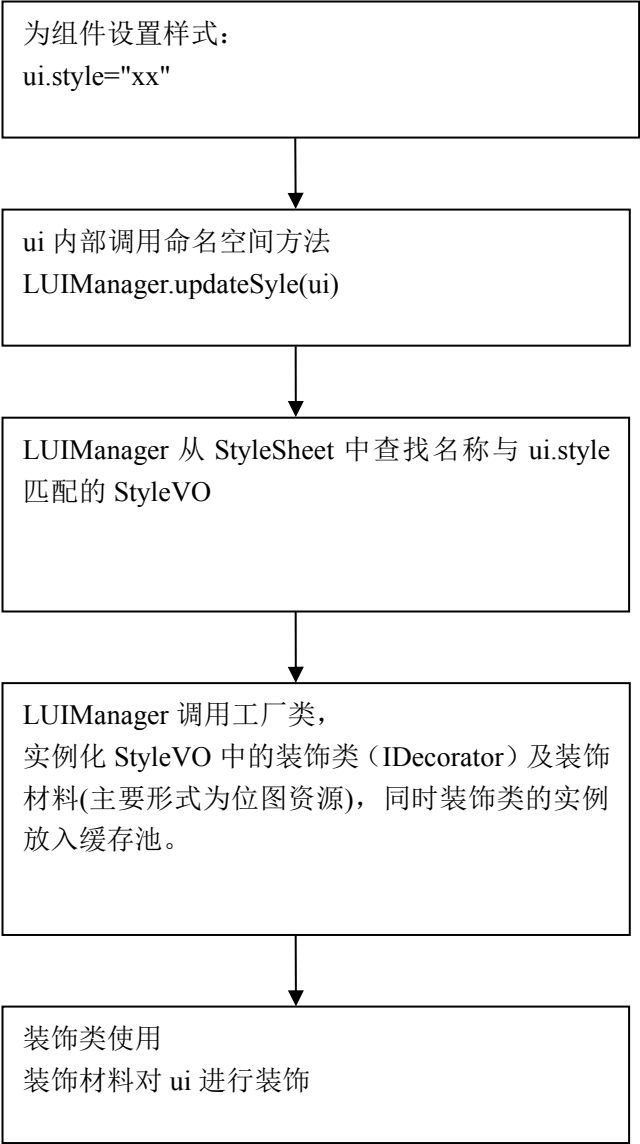 为组件设置样式：
ui.style="xx"
ui 内部调用命名空间方法
LUIManager.updateSyle(ui)
LUIManager 从 StyleSheet 中查找名称与 ui.style
匹配的 StyleVO
LUIManager 调用工厂类，
实例化 StyleVO 中的装饰类（IDecorator）及装饰
材料(主要形式为位图资源)，同时装饰类的实例
放入缓存池。
装饰类使用
装饰材料对 ui 进行装饰